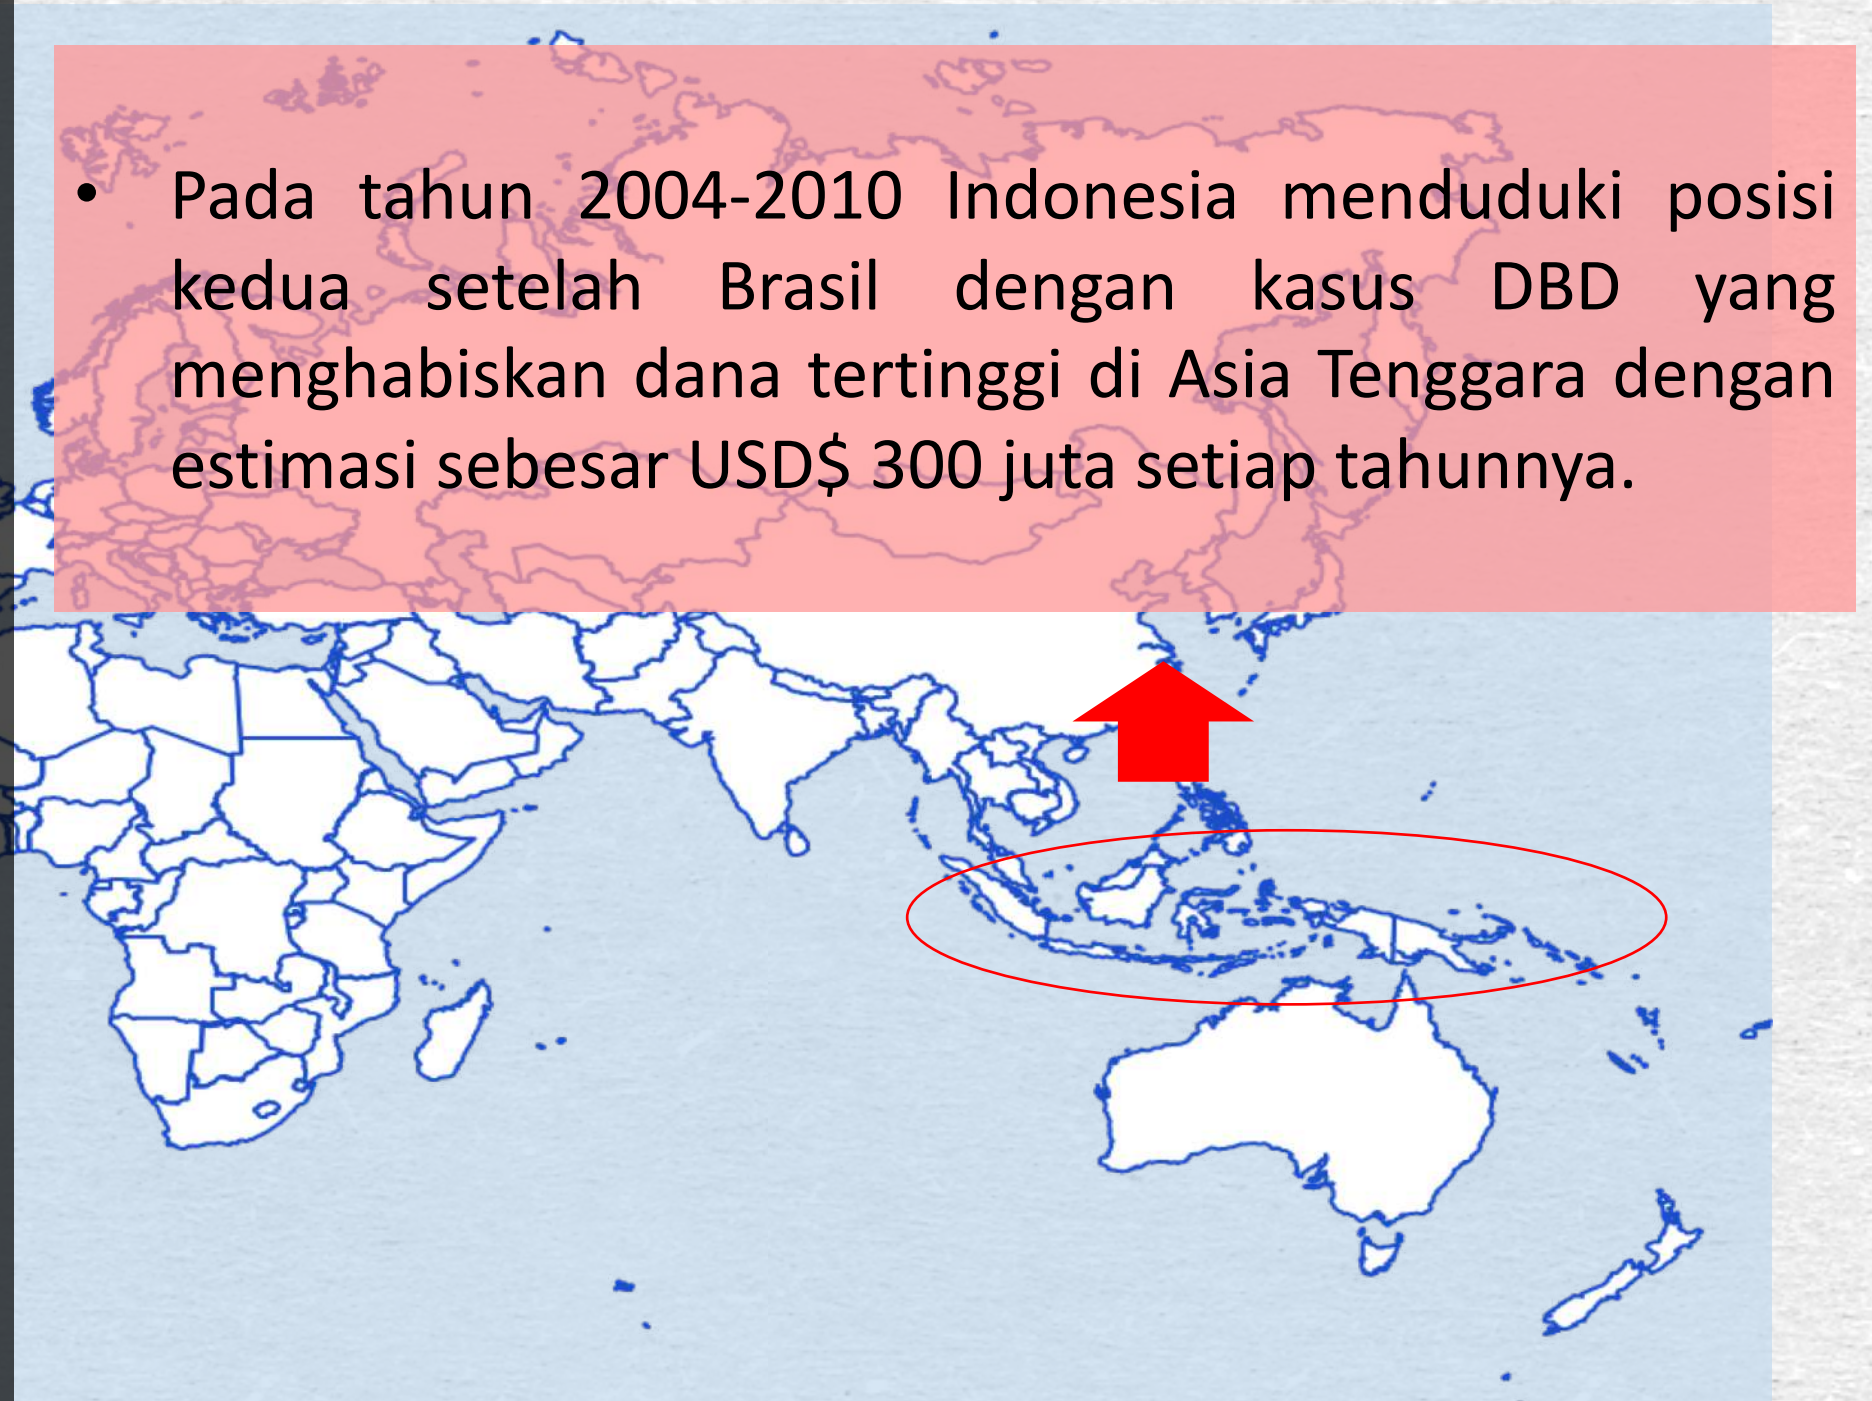 • Pada tahun 2004-2010 Indonesia menduduki posisi
kedua setelah Brasil dengan kasus DBD yang
menghabiskan dana tertinggi di Asia Tenggara dengan
estimasi sebesar USD$ 300 juta setiap tahunnya.